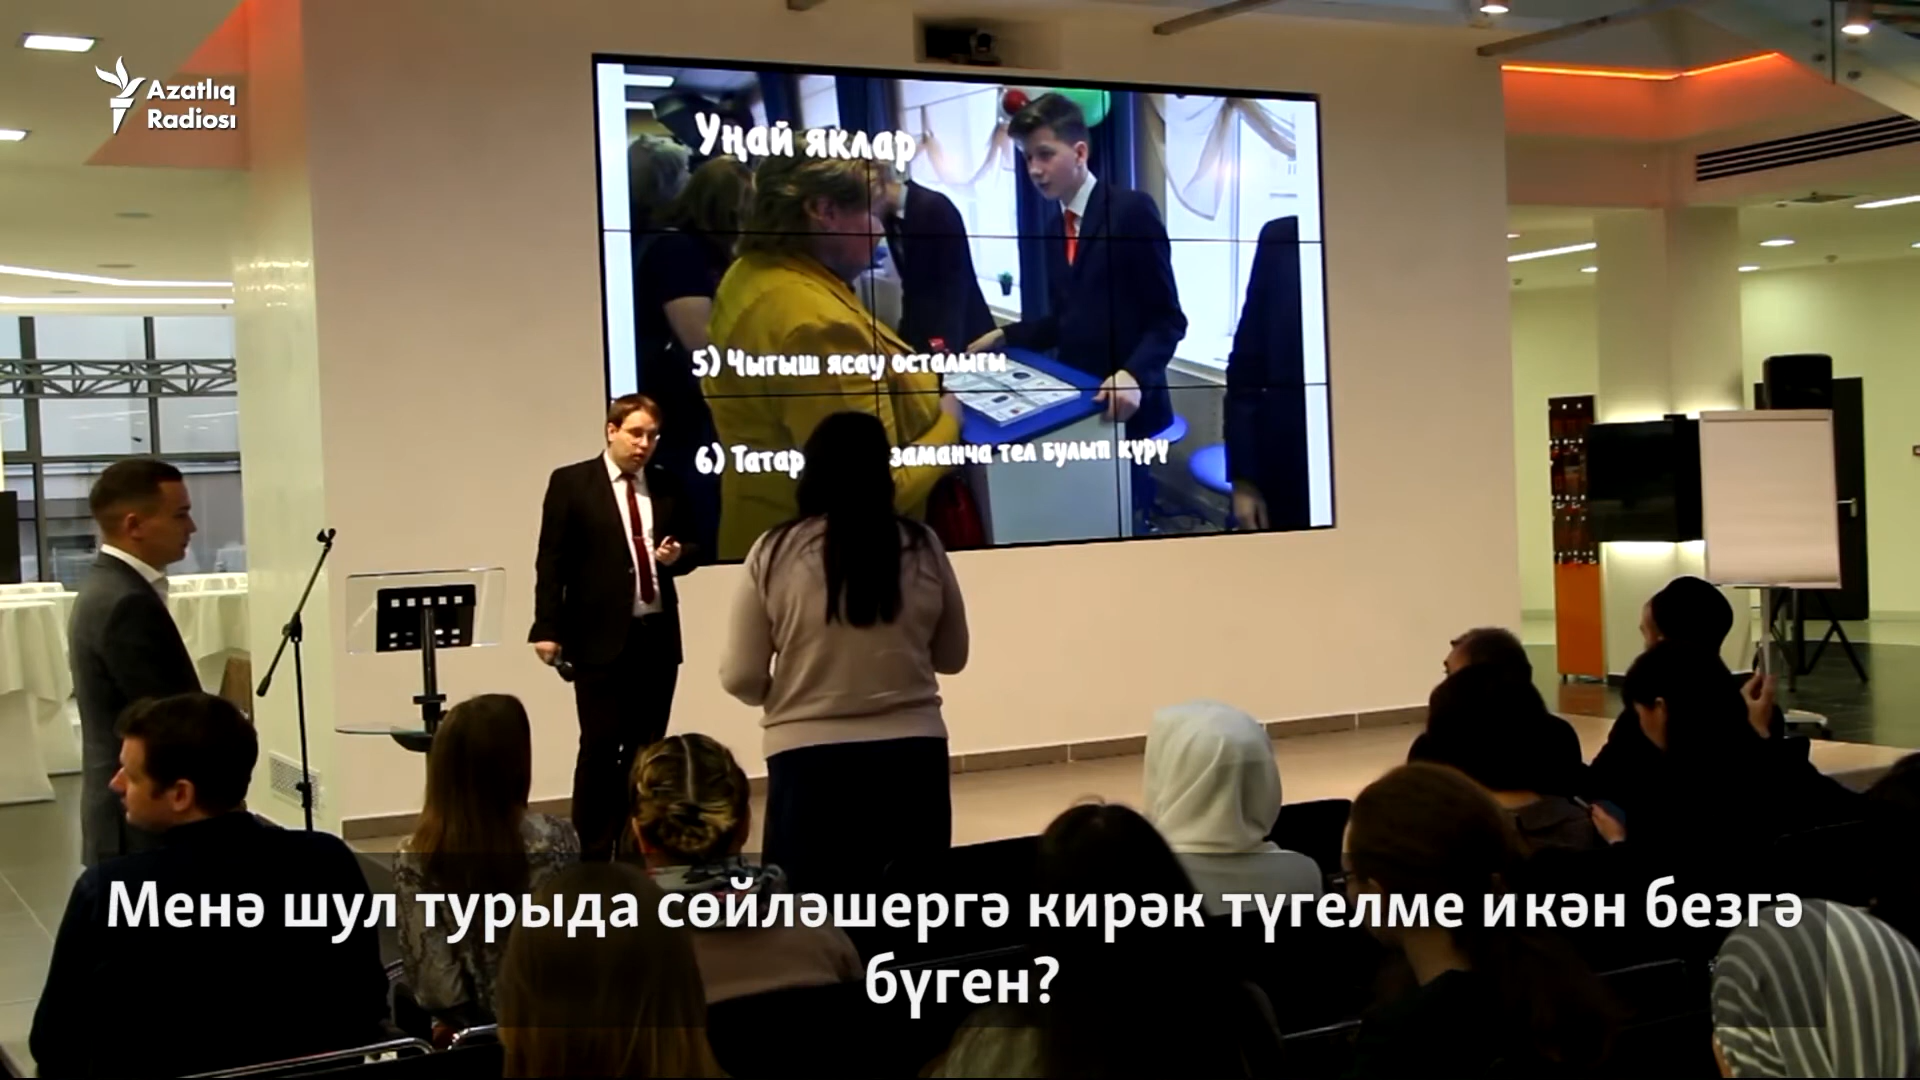 Azatlıq
Radiosı
Уңай яклар
5) Чыгыш ясау осталыгы
6) Татар заманча тел булып күрү
Менә шул турыда сөйләшергә кирәк түгелме икән безгә
бүген?